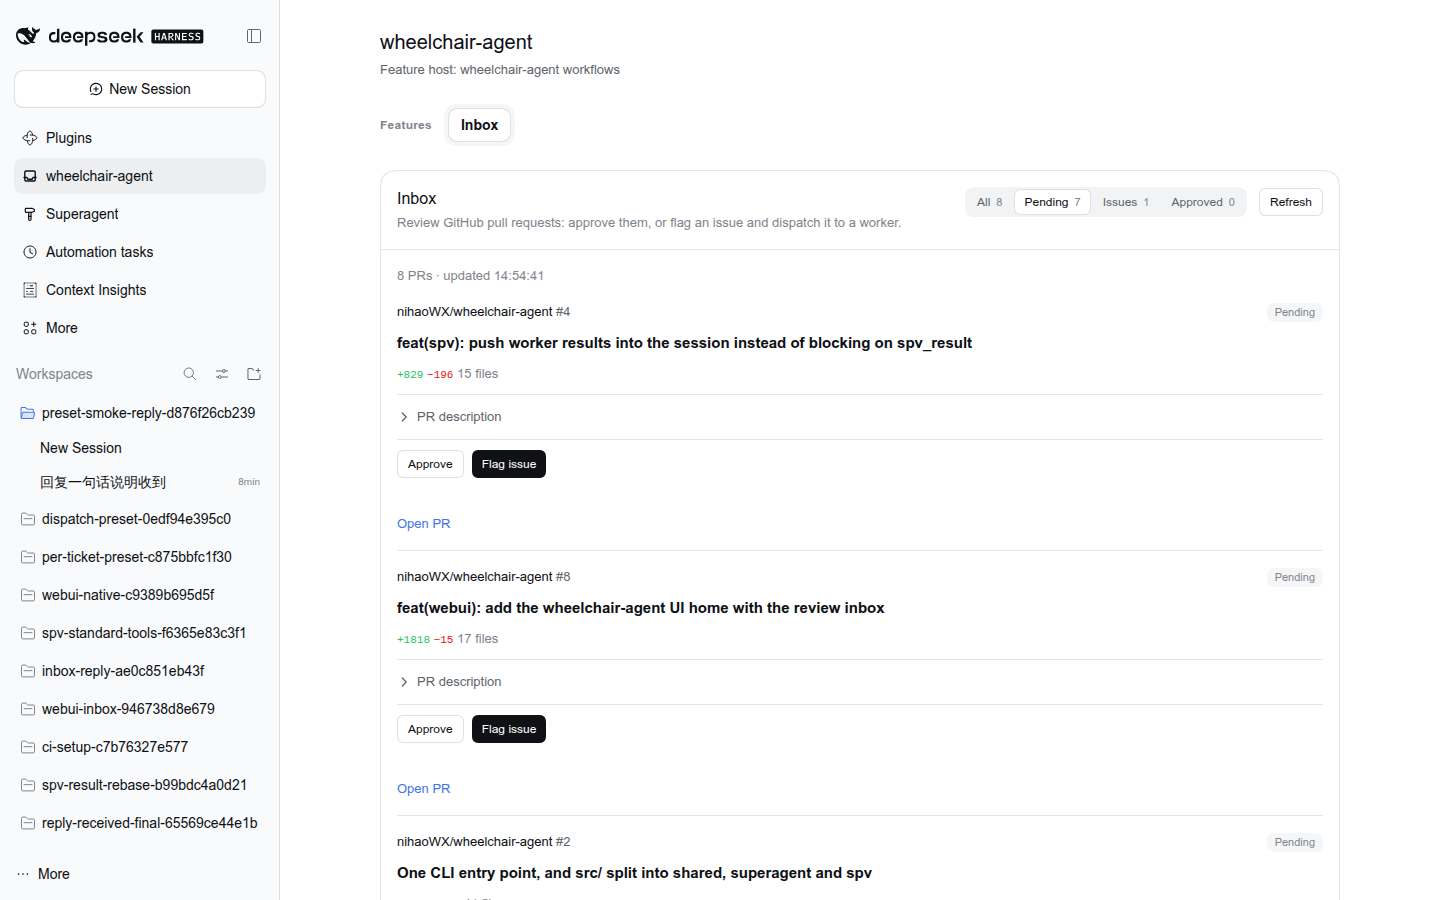 deepseek HARNESS
New Session
Plugins
wheelchair-agent
Superagent
Automation tasks
Context Insights
More
Workspaces
preset-smoke-reply-d876f26cb239
New Session
回复一句话说明收到 8min
dispatch-preset-0edf94e395c0
per-ticket-preset-c875bbfc1f30
webui-native-c9389b695d5f
spv-standard-tools-f6365e83c3f1
inbox-reply-ae0c851eb43f
webui-inbox-946738d8e679
ci-setup-c7b76327e577
spv-result-rebase-b99bdc4a0d21
reply-received-final-65569ce44e1b
More
wheelchair-agent
Feature host: wheelchair-agent workflows
Features Inbox
Inbox
All 8 Pending 7 Issues 1 Approved 0 Refresh
Review GitHub pull requests: approve them, or flag an issue and dispatch it to a worker.
8 PRs · updated 14:54:41
nihaoWX/wheelchair-agent #4 Pending
feat(spv): push worker results into the session instead of blocking on spv_result
+829 −196 15 files
PR description
Approve Flag issue
Open PR
nihaoWX/wheelchair-agent #8 Pending
feat(webui): add the wheelchair-agent UI home with the review inbox
+1818 −15 17 files
PR description
Approve Flag issue
Open PR
nihaoWX/wheelchair-agent #2 Pending
One CLI entry point, and src/ split into shared, superagent and spv